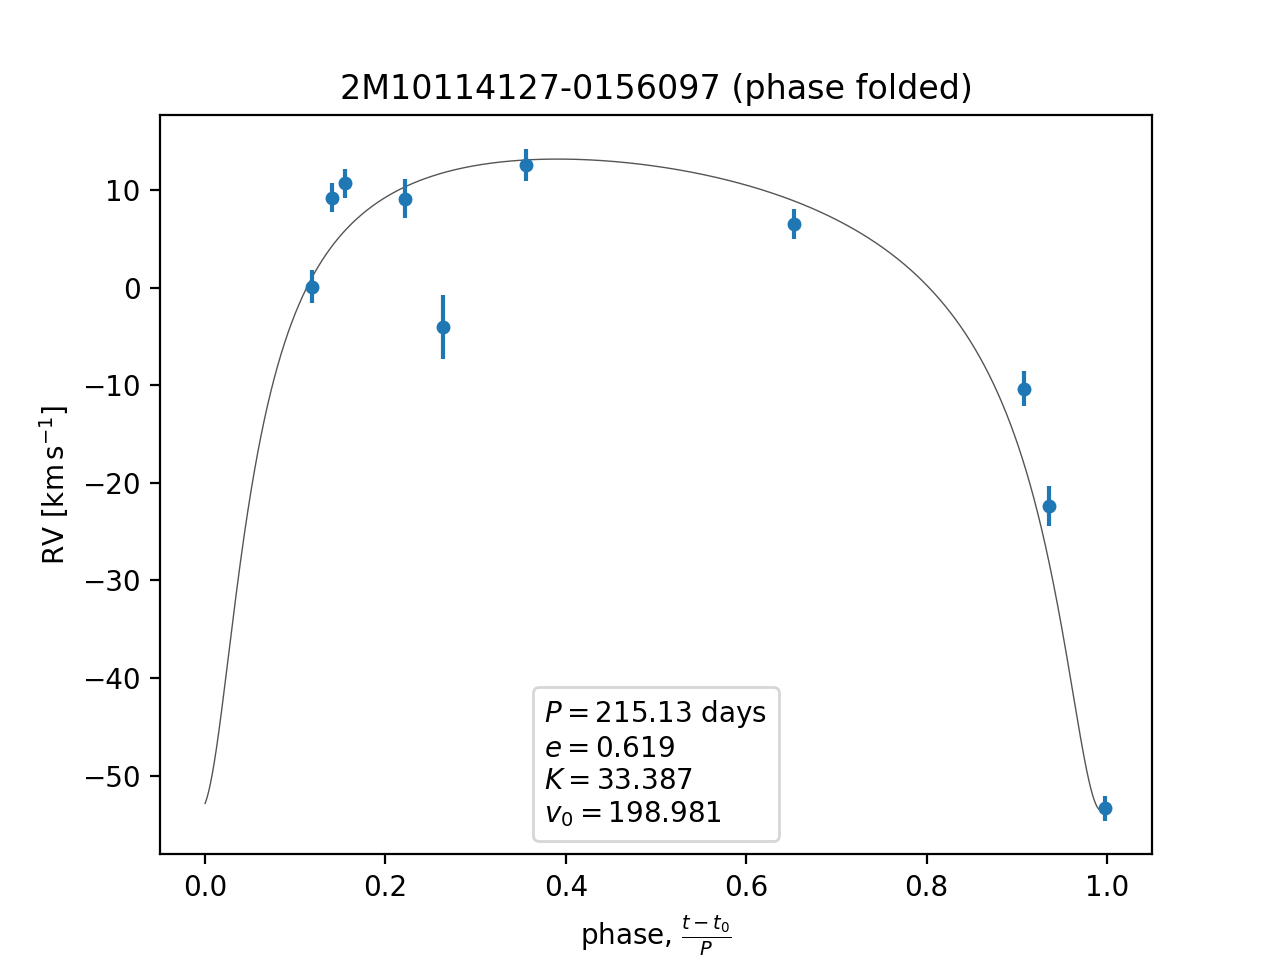 2M10114127-0156097 (phase folded)
RV [km s⁻¹]
10
0
−10
−20
−30
−40
−50
P = 215.13 days
e = 0.619
K = 33.387
v₀ = 198.981
0.0 0.2 0.4 0.6 0.8 1.0
phase, (t − t₀)/P